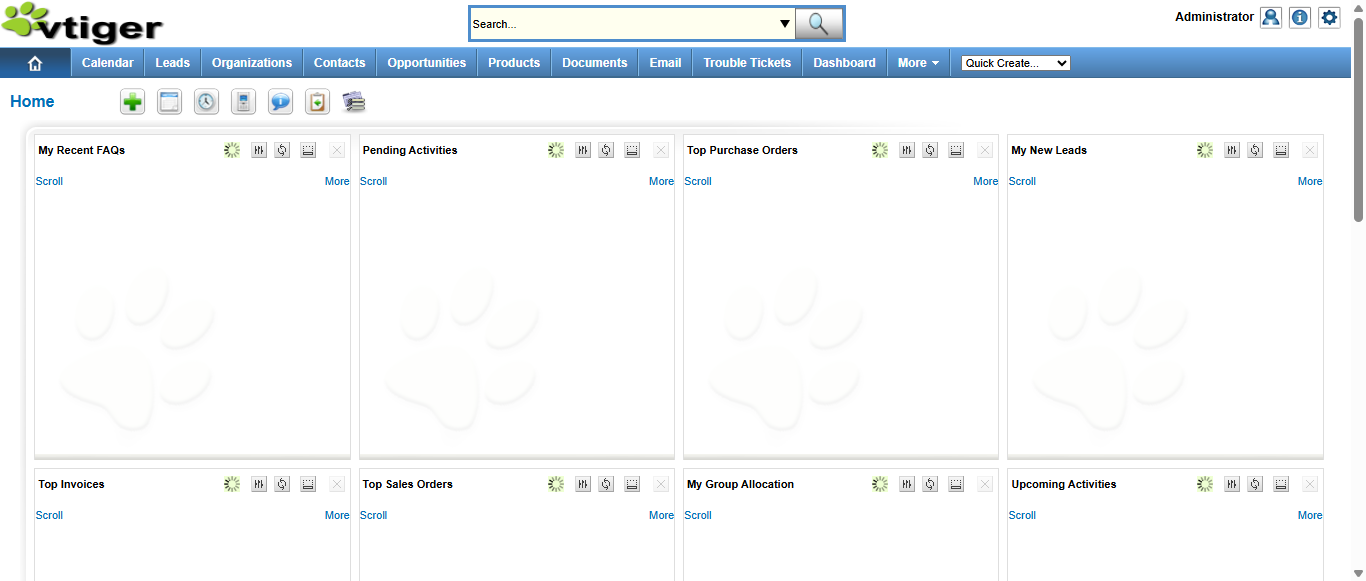 vtiger
Search...
Administrator
Calendar Leads Organizations Contacts Opportunities Products Documents Email Trouble Tickets Dashboard More Quick Create...
Home
My Recent FAQs
Scroll More
Pending Activities
Scroll More
Top Purchase Orders
Scroll More
My New Leads
Scroll More
Top Invoices
Scroll More
Top Sales Orders
Scroll More
My Group Allocation
Scroll
Upcoming Activities
Scroll More